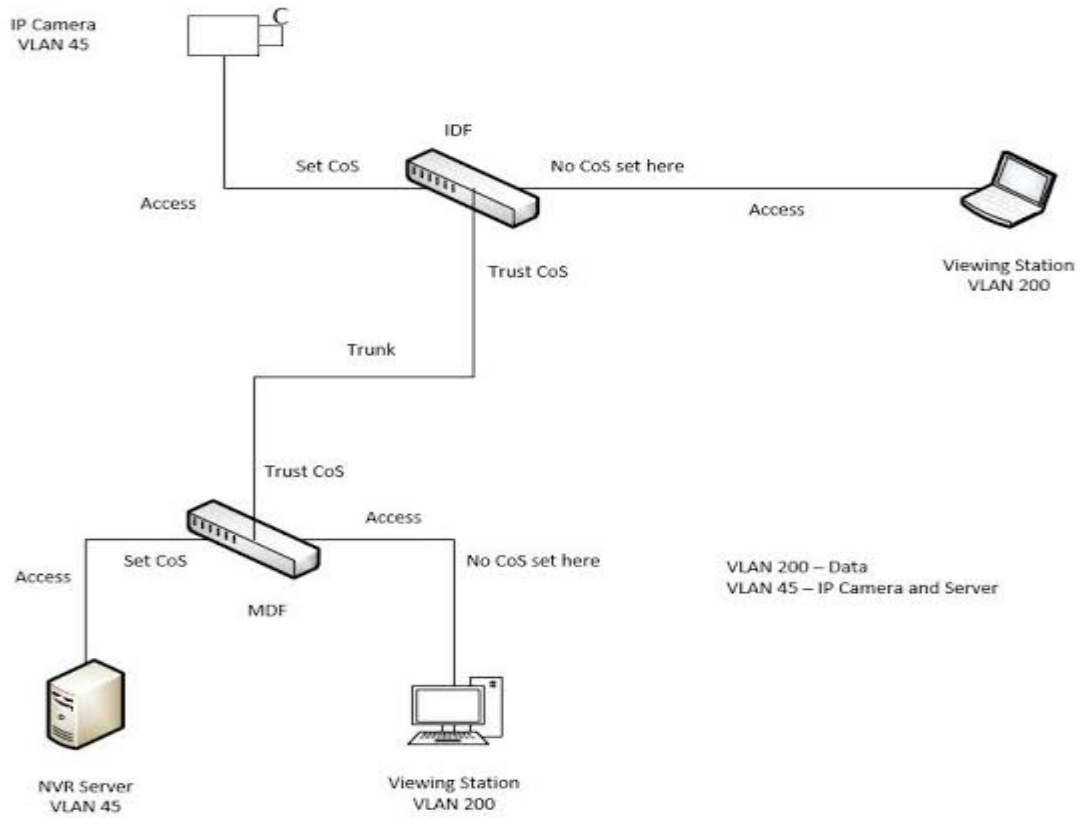 IP Camera
VLAN 45
C
IDF
Set CoS
No CoS set here
Access
Access
Viewing Station
VLAN 200
Trust CoS
Trunk
Trust CoS
Access
Set CoS
No CoS set here
Access
MDF
VLAN 200 – Data
VLAN 45 – IP Camera and Server
NVR Server
VLAN 45
Viewing Station
VLAN 200